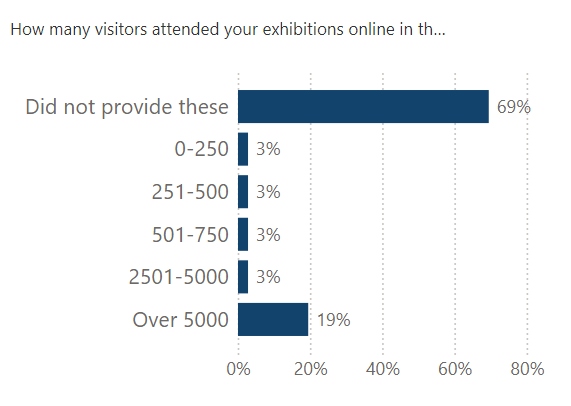 How many visitors attended your exhibitions online in th...
Did not provide these 69%
0-250 3%
251-500 3%
501-750 3%
2501-5000 3%
Over 5000 19%
0% 20% 40% 60% 80%